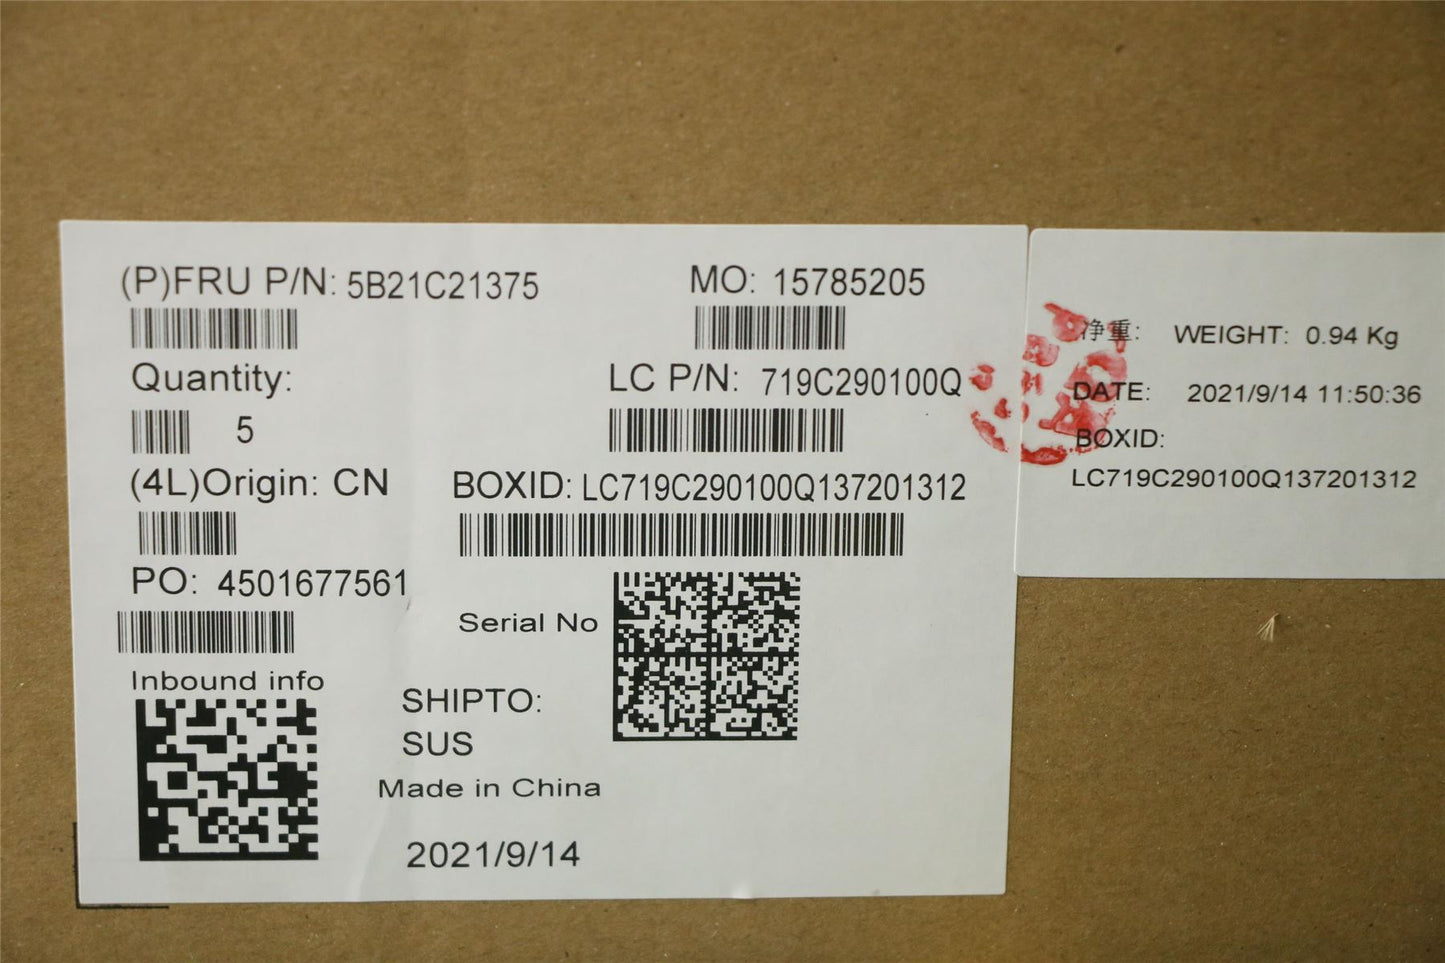 (P)FRU P/N: 5B21C21375
MO: 15785205
Quantity:
5
LC P/N: 719C290100Q
(4L)Origin: CN
BOXID: LC719C290100Q137201312
PO: 4501677561
Serial No
Inbound info
SHIPTO:
SUS
Made in China
2021/9/14
净重: WEIGHT: 0.94 Kg
DATE: 2021/9/14 11:50:36
BOXID:
LC719C290100Q137201312